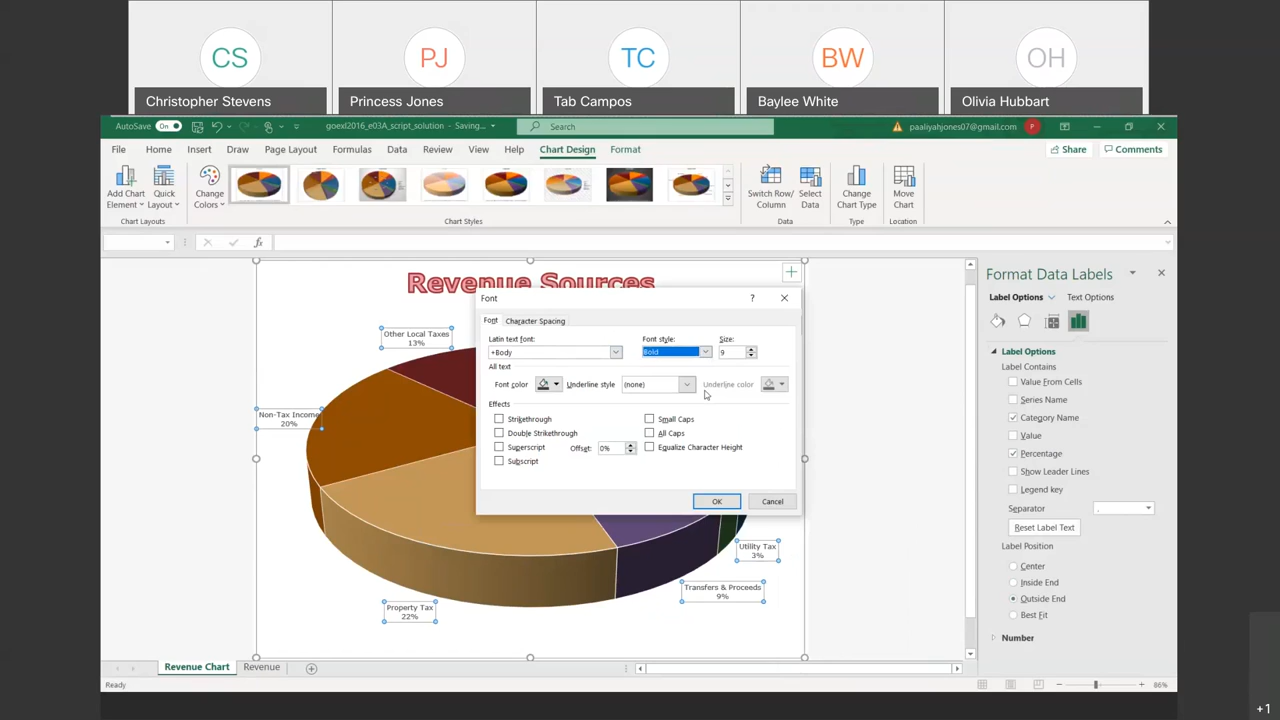 CS
PJ
TC
BW
OH
Christopher Stevens
Princess Jones
Tab Campos
Baylee White
Olivia Hubbart
AutoSave On
goexl2016_e03A_script_solution - Saving...
Search
paaliyahjones07@gmail.com
P
File Home Insert Draw Page Layout Formulas Data Review View Help Chart Design Format
Share
Comments
Add Chart Element
Quick Layout
Change Colors
Switch Row/ Column
Select Data
Change Chart Type
Move Chart
Chart Layouts
Chart Styles
Data
Type
Location
fx
Revenue Sources
Other Local Taxes
13%
Non-Tax Income
20%
Property Tax
22%
Utility Tax
3%
Transfers & Proceeds
9%
Font
?
Font
Character Spacing
Latin text font:
Font style:
Size:
+Body
Bold
9
All text
Font color
Underline style
(none)
Underline color
Effects
Strikethrough
Small Caps
Double Strikethrough
All Caps
Superscript
Offset: 0%
Equalize Character Height
Subscript
OK
Cancel
Format Data Labels
Label Options
Text Options
Label Options
Label Contains
Value From Cells
Series Name
Category Name
Value
Percentage
Show Leader Lines
Legend key
Separator
Reset Label Text
Label Position
Center
Inside End
Outside End
Best Fit
Number
Revenue Chart
Revenue
Ready
86%
+1